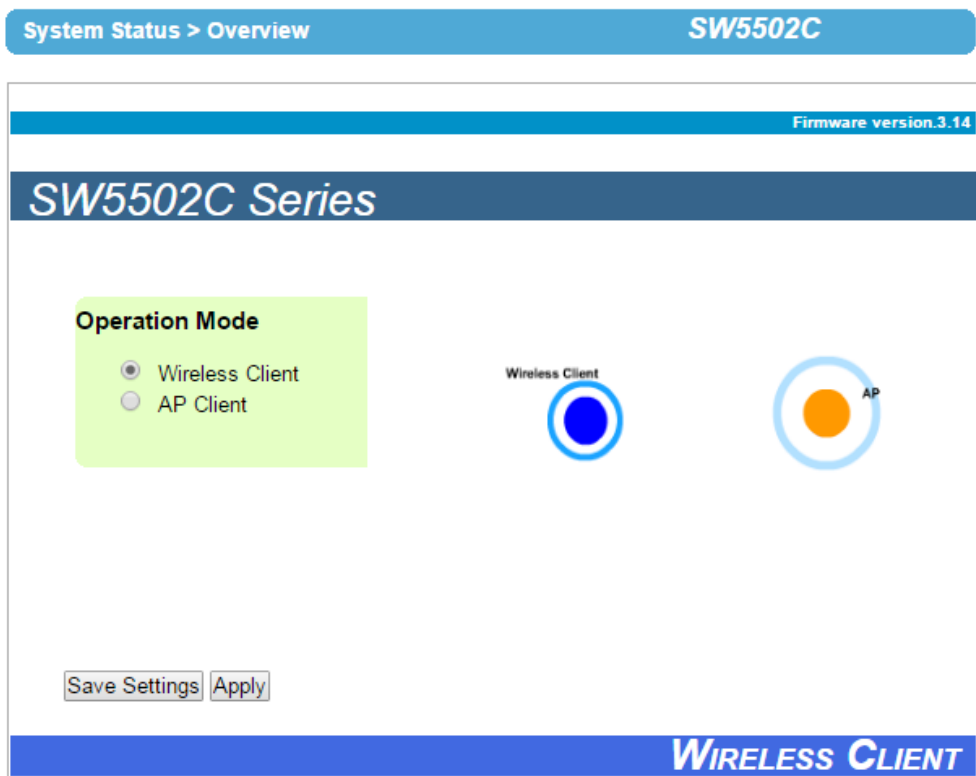 System Status > Overview SW5502C
Firmware version.3.14
SW5502C Series
Operation Mode
Wireless Client
AP Client
Wireless Client
AP
Save Settings Apply
WIRELESS CLIENT